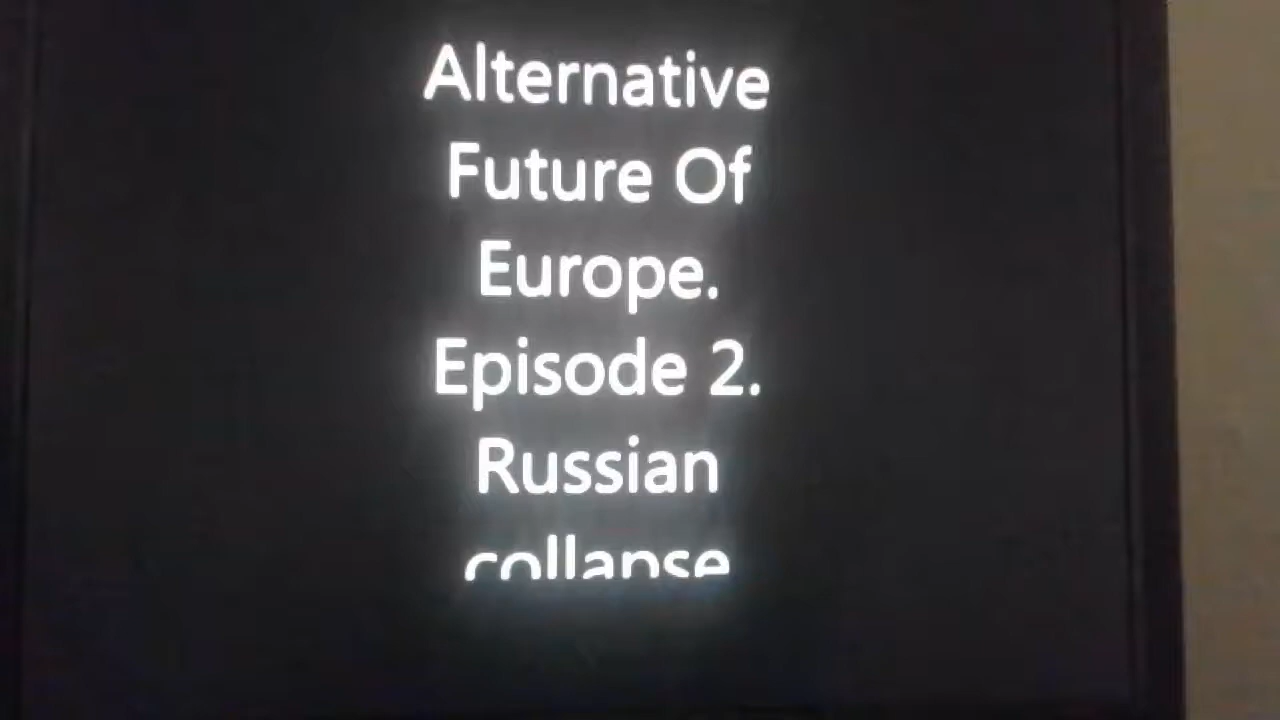 Alternative
Future Of
Europe.
Episode 2.
Russian
collapse